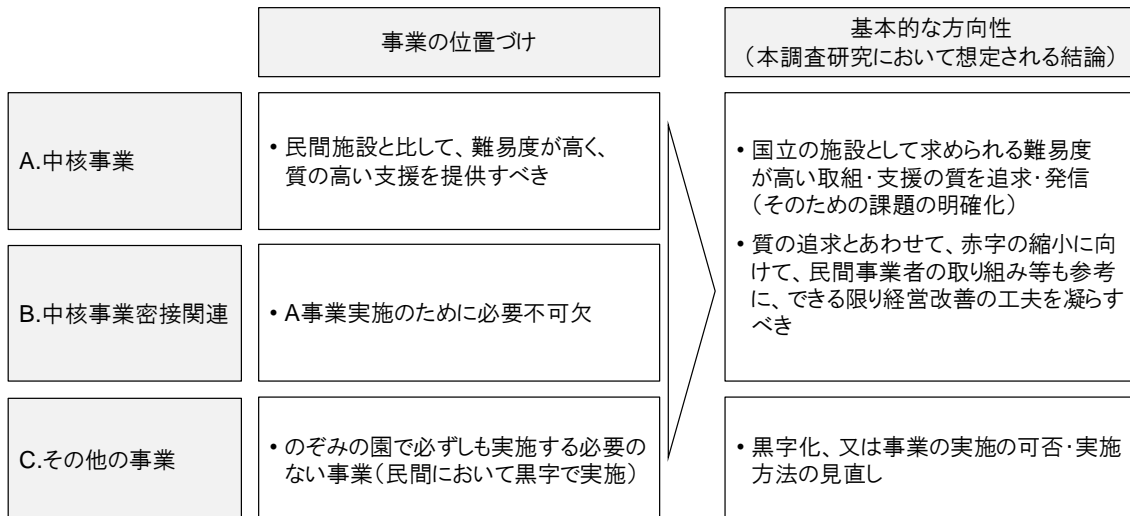 事業の位置づけ
基本的な方向性
（本調査研究において想定される結論）
A.中核事業
• 民間施設と比して、難易度が高く、
質の高い支援を提供すべき
• 国立の施設として求められる難易度
が高い取組・支援の質を追求・発信
（そのための課題の明確化）
• 質の追求とあわせて、赤字の縮小に向
けて、民間事業者の取り組み等も参考
に、できる限り経営改善の工夫を凝らす
べき
B.中核事業密接関連
• A事業実施のために必要不可欠
C.その他の事業
• のぞみの園で必ずしも実施する必要の
ない事業（民間において黒字で実施）
• 黒字化、又は事業の実施の可否・実施
方法の見直し